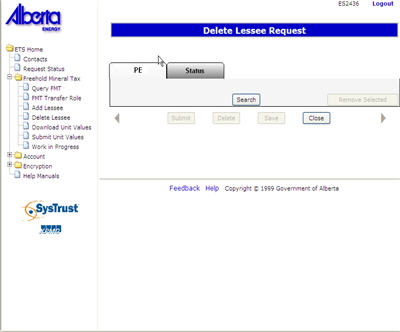 Alberta
ENERGY
ES2436 Logout
Delete Lessee Request
ETS Home
Contacts
Request Status
Freehold Mineral Tax
Query FMT
FMT Transfer Role
Add Lessee
Delete Lessee
Download Unit Values
Submit Unit Values
Work in Progress
Account
Encryption
Help Manuals
SysTrust
KPMG
PE Status
Search Remove Selected
Submit Delete Save Close
Feedback Help Copyright © 1999 Government of Alberta